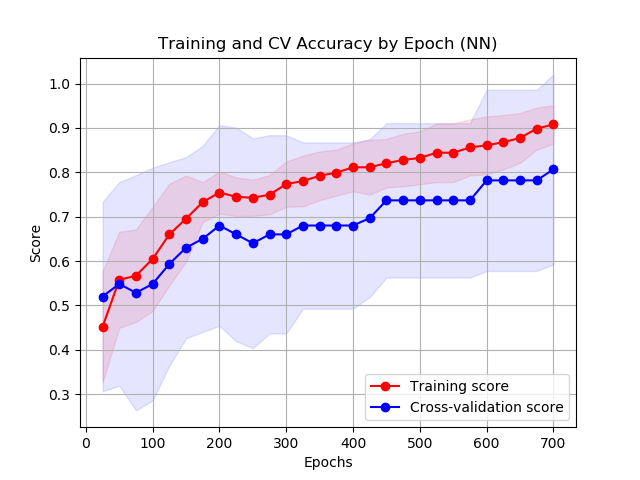 Training and CV Accuracy by Epoch (NN)
1.0
0.9
0.8
0.7
0.6
0.5
0.4
0.3
Score
Training score
Cross-validation score
0 100 200 300 400 500 600 700
Epochs